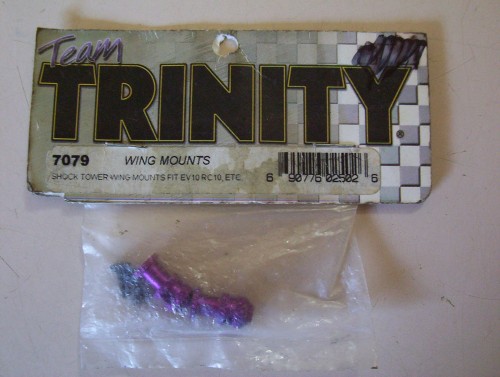 Team
TRINITY®
7079 WING MOUNTS
SHOCK TOWER WING MOUNTS FIT EV10 RC10, ETC.
6 90776 02502 6